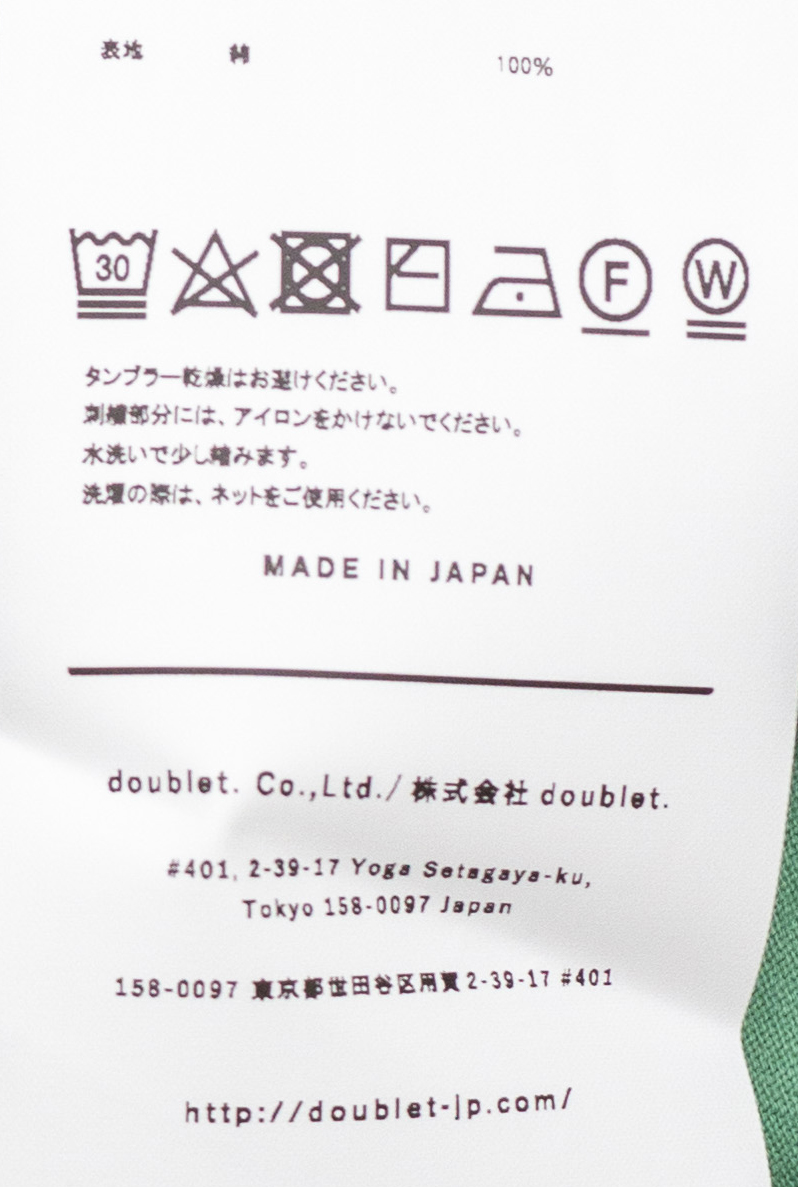 表地 綿 100%
30 F W
タンブラー乾燥はお避けください。
刺繍部分には、アイロンをかけないでください。
水洗いで少し縮みます。
洗濯の際は、ネットをご使用ください。
MADE IN JAPAN
doublet. Co.,Ltd./ 株式会社 doublet.
#401, 2-39-17 Yoga Setagaya-ku,
Tokyo 158-0097 Japan
158-0097 東京都世田谷区用賀 2-39-17 #401
http://doublet-jp.com/